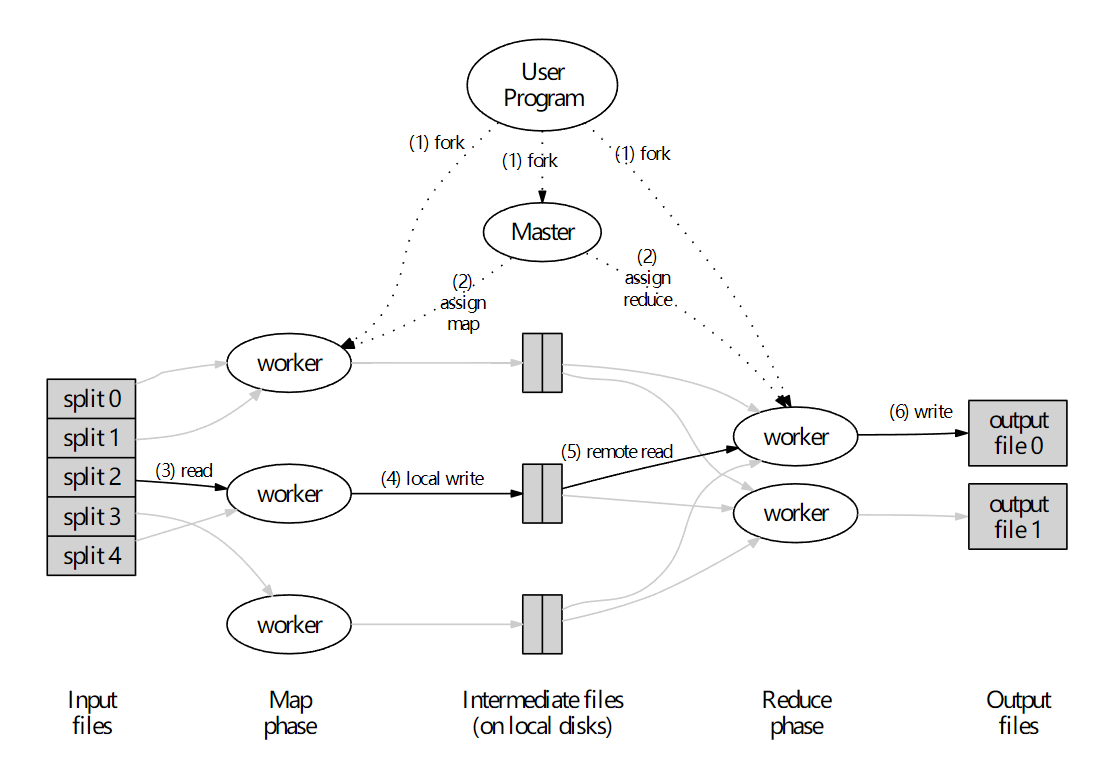 User
Program
(1) fork
(1) fork
(1) fork
Master
(2)
assign
map
(2)
assign
reduce
worker
split 0
split 1
split 2
split 3
split 4
(3) read
worker
(4) local write
(5) remote read
worker
(6) write
output
file 0
worker
output
file 1
worker
Input
files
Map
phase
Intermediate files
(on local disks)
Reduce
phase
Output
files